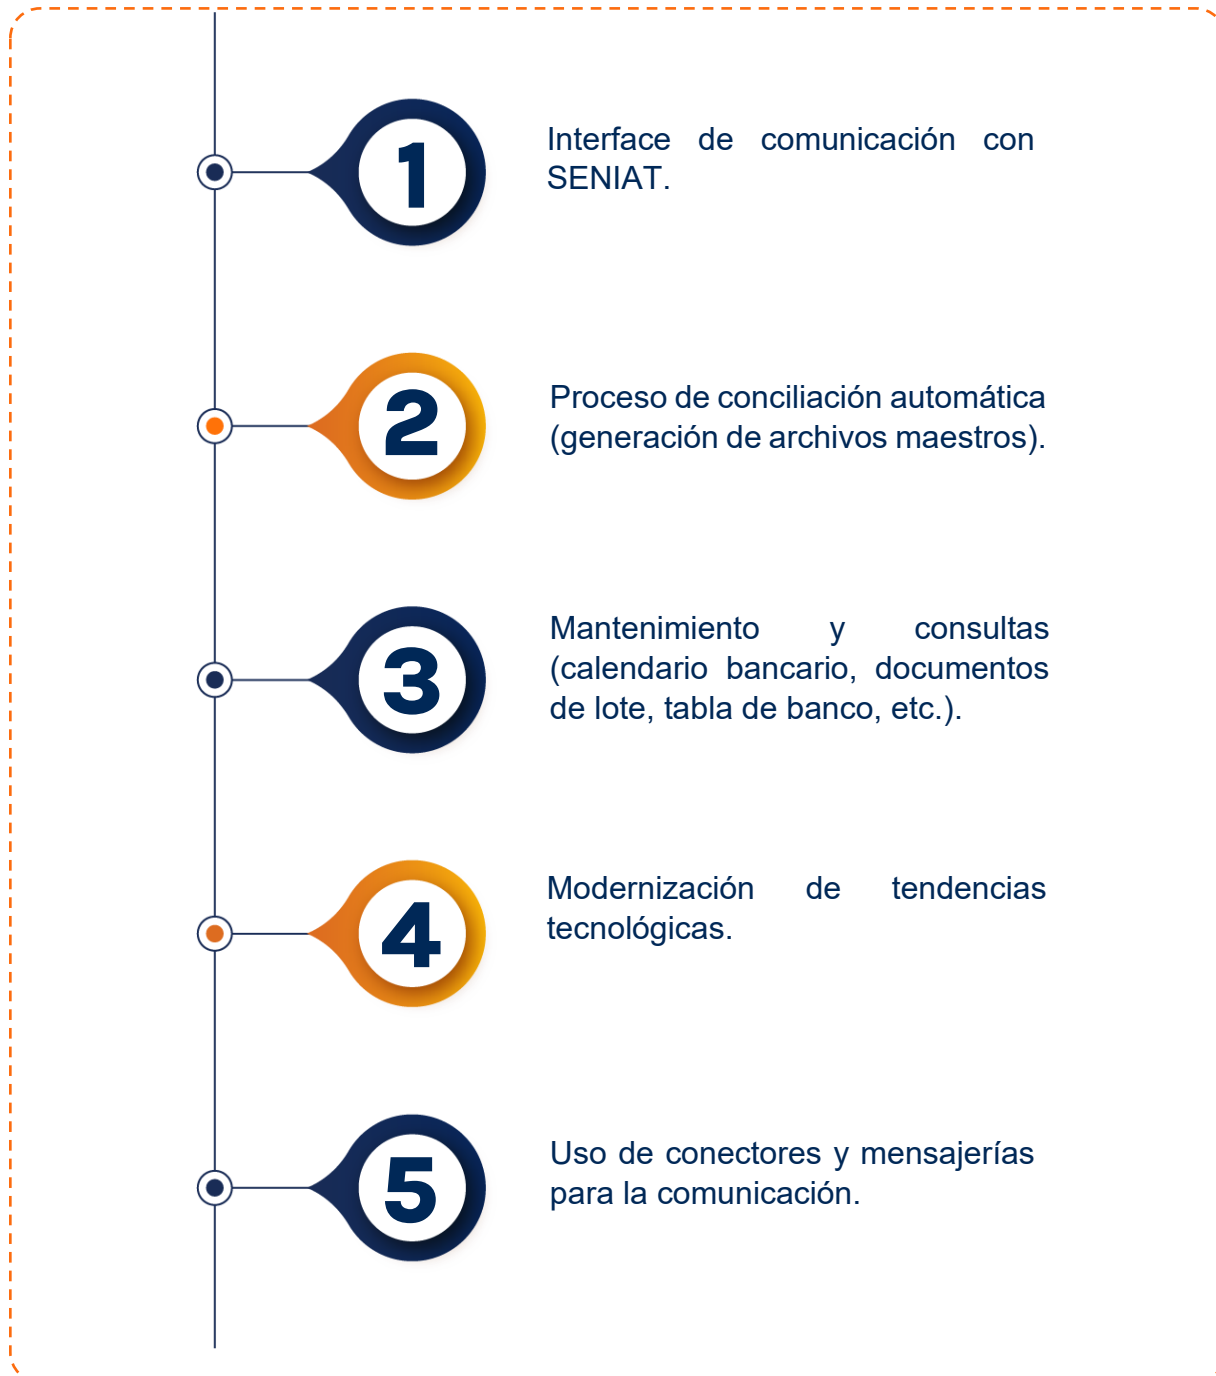 1
Interface de comunicación con
SENIAT.
2
Proceso de conciliación automática
(generación de archivos maestros).
3
Mantenimiento y consultas
(calendario bancario, documentos
de lote, tabla de banco, etc.).
4
Modernización de tendencias
tecnológicas.
5
Uso de conectores y mensajerías
para la comunicación.